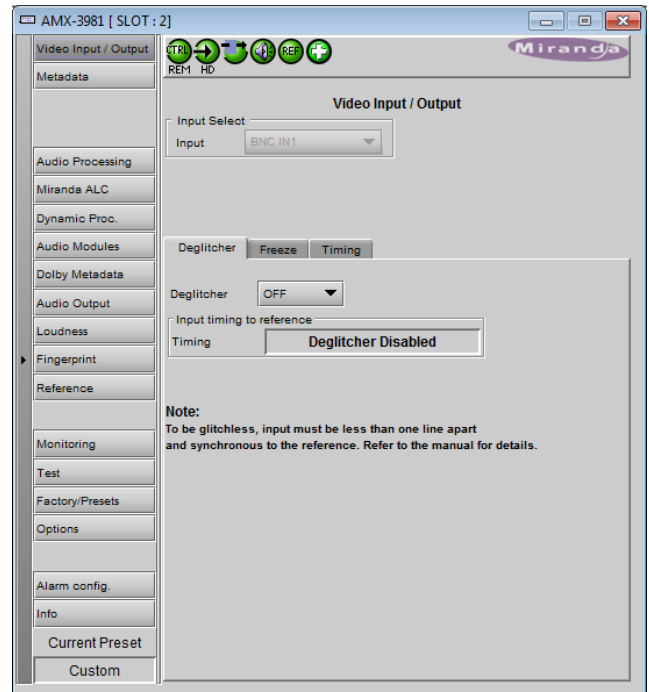 AMX-3981 [ SLOT : 2]
Video Input / Output
Metadata
Audio Processing
Miranda ALC
Dynamic Proc.
Audio Modules
Dolby Metadata
Audio Output
Loudness
Fingerprint
Reference
Monitoring
Test
Factory/Presets
Options
Alarm config.
Info
Current Preset
Custom
CTRL
REF
REM HD
Miranda
Video Input / Output
Input Select
Input BNC IN1
Deglitcher Freeze Timing
Deglitcher OFF
Input timing to reference
Timing Deglitcher Disabled
Note:
To be glitchless, input must be less than one line apart
and synchronous to the reference. Refer to the manual for details.